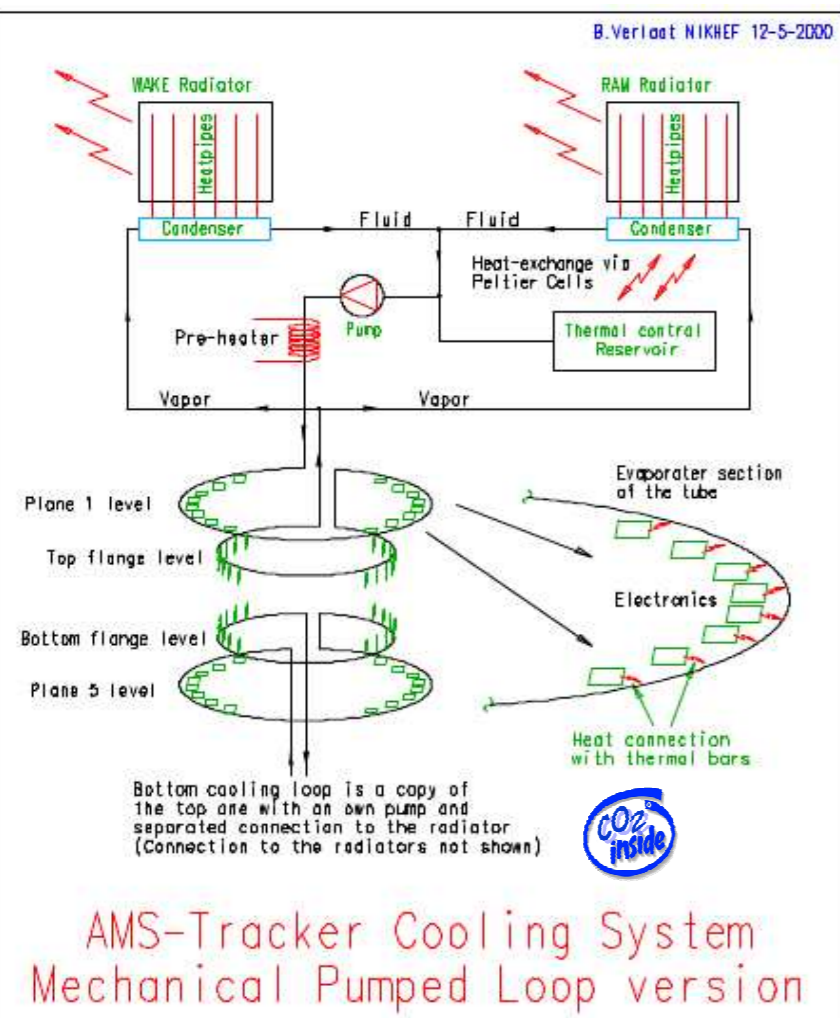 B.Verlaat NIKHEF 12-5-2000
WAKE Radiator
RAM Radiator
Heatpipes
Heatpipes
Condenser
Fluid
Fluid
Condenser
Heat-exchange via
Peltier Cells
Pump
Pre-heater
Thermal control
Reservoir
Vapor
Vapor
Evaporater section
of the tube
Plane 1 level
Top flange level
Electronics
Bottom flange level
Plane 5 level
Heat connection
with thermal bars
Bottom cooling loop is a copy of
the top one with an own pump and
separated connection to the radiator
(Connection to the radiators not shown)
CO2
inside
AMS-Tracker Cooling System
Mechanical Pumped Loop version